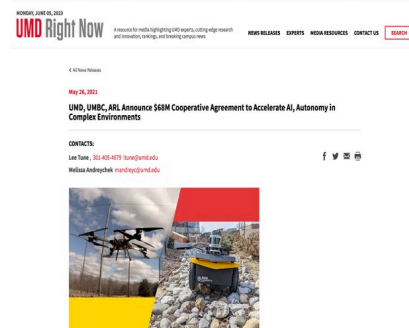 MONDAY, JUNE 05, 2023
UMD Right Now
A resource for media highlighting UMD experts, cutting edge research
and innovation, rankings, and breaking campus news
NEWS RELEASES EXPERTS MEDIA RESOURCES CONTACT US SEARCH
< All News Releases
May 26, 2021
UMD, UMBC, ARL Announce $68M Cooperative Agreement to Accelerate AI, Autonomy in
Complex Environments
CONTACTS:
Lee Tune , 301-405-4679 ltune@umd.edu
Melissa Andreychek mandreyc@umd.edu